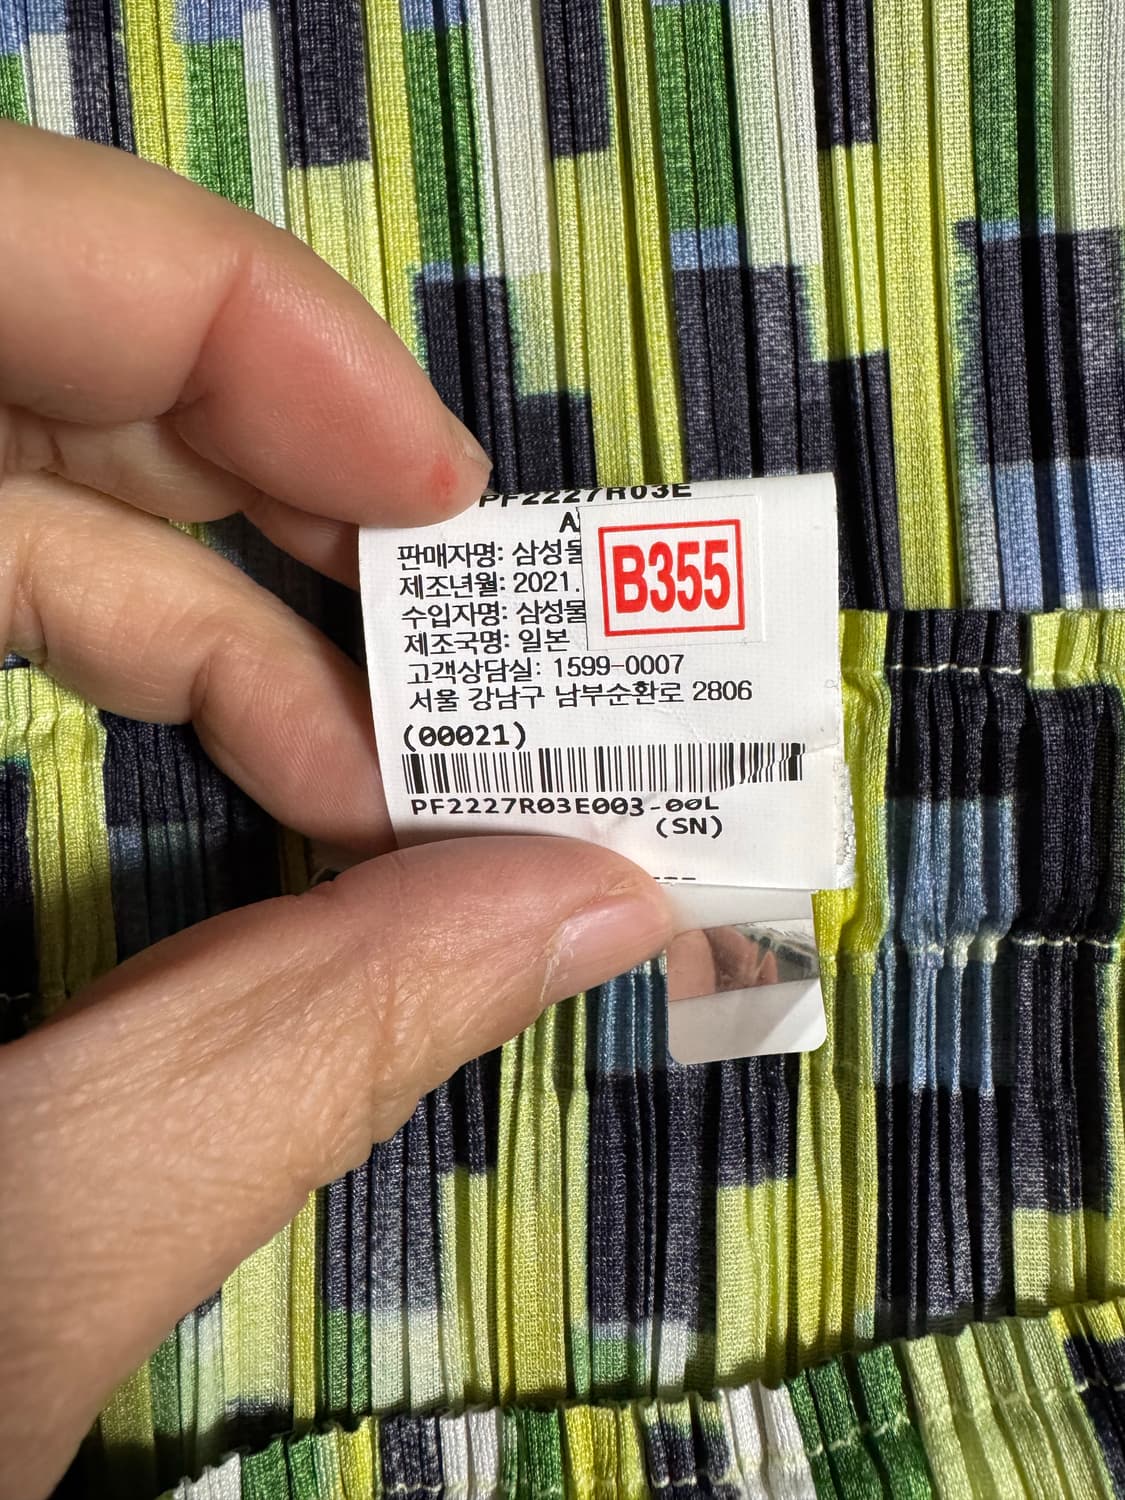 PF2227R03E
B355
판매자명: 삼성물
제조년월: 2021.
수입자명: 삼성물
제조국명: 일본
고객상담실: 1599-0007
서울 강남구 남부순환로 2806
(00021)
PF2227R03E003-00L
(SN)